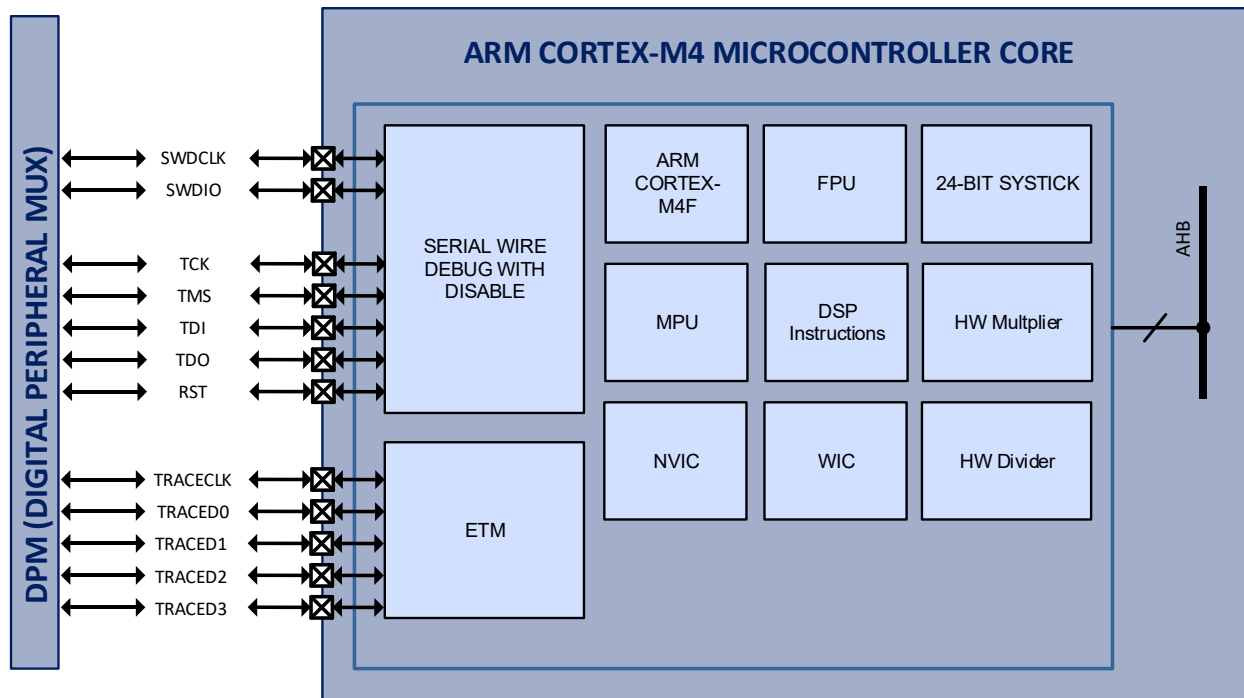 DPM (DIGITAL PERIPHERAL MUX)
ARM CORTEX-M4 MICROCONTROLLER CORE
SWDCLK
SWDIO
TCK
TMS
TDI
TDO
RST
TRACECLK
TRACED0
TRACED1
TRACED2
TRACED3
SERIAL WIRE
DEBUG WITH
DISABLE
ETM
ARM
CORTEX-
M4F
FPU
24-BIT SYSTICK
MPU
DSP
Instructions
HW Multplier
NVIC
WIC
HW Divider
AHB